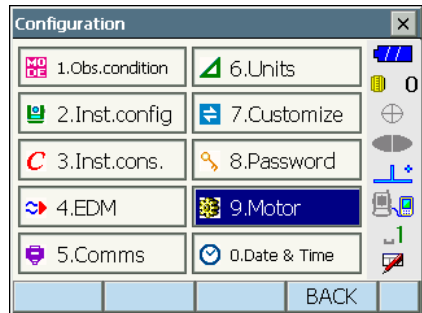 Configuration
MODE 1.Obs.condition
2.Inst.config
C 3.Inst.cons.
4.EDM
5.Comms
6.Units
7.Customize
8.Password
9.Motor
0.Date & Time
0
1
BACK